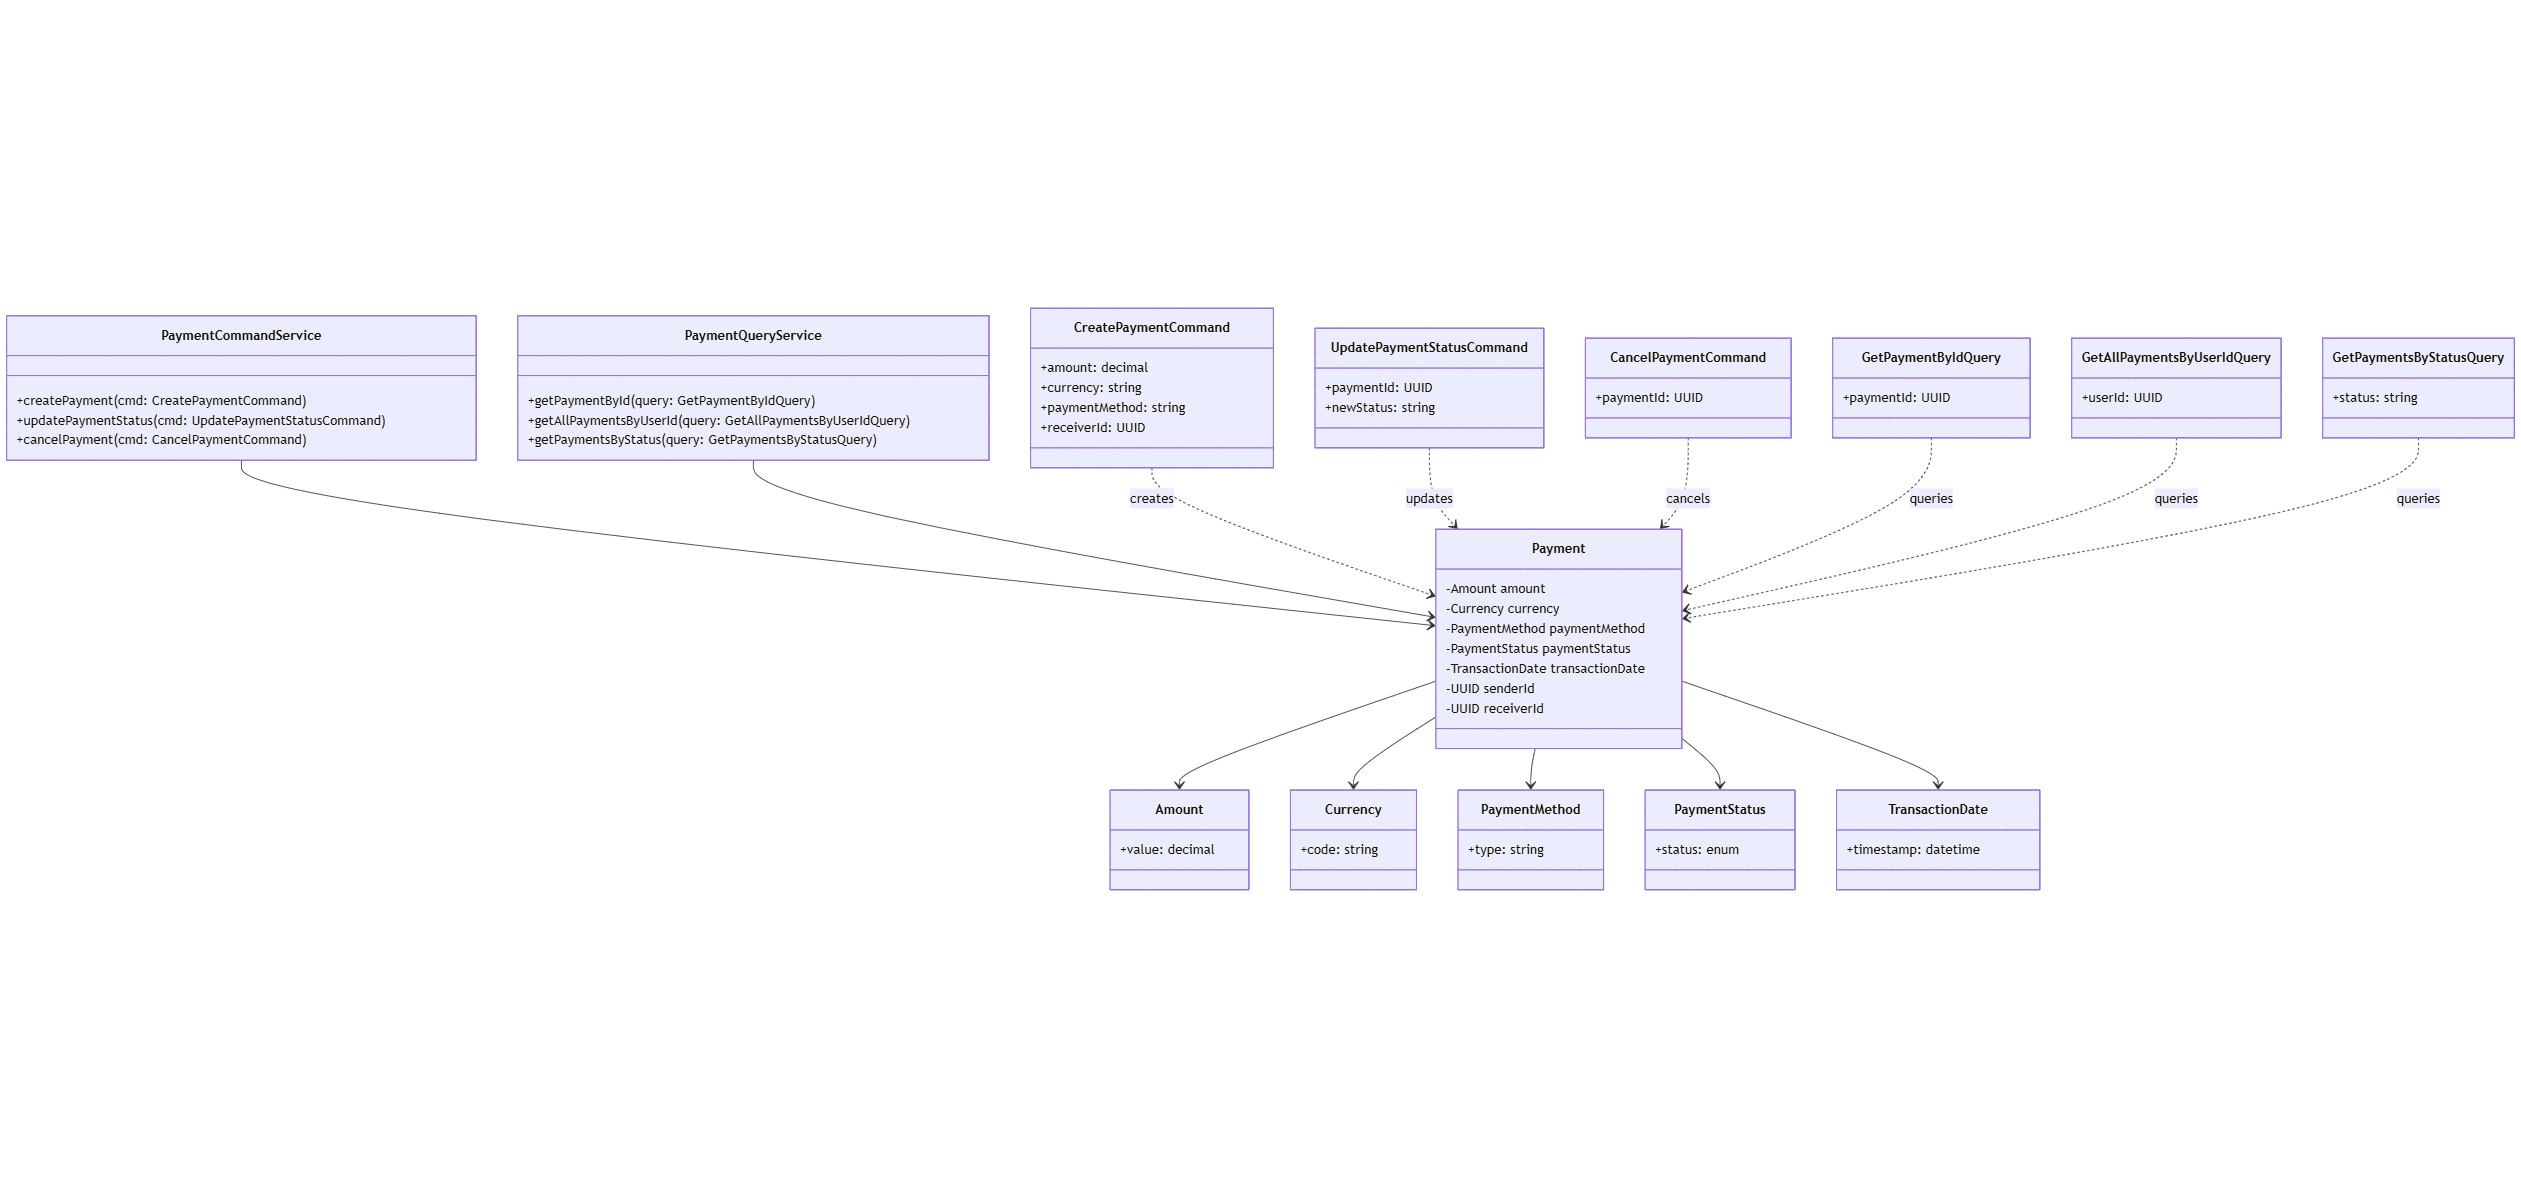 PaymentCommandService
+createPayment(cmd: CreatePaymentCommand)
+updatePaymentStatus(cmd: UpdatePaymentStatusCommand)
+cancelPayment(cmd: CancelPaymentCommand)
PaymentQueryService
+getPaymentById(query: GetPaymentByIdQuery)
+getAllPaymentsByUserId(query: GetAllPaymentsByUserIdQuery)
+getPaymentsByStatus(query: GetPaymentsByStatusQuery)
CreatePaymentCommand
+amount: decimal
+currency: string
+paymentMethod: string
+receiverId: UUID
UpdatePaymentStatusCommand
+paymentId: UUID
+newStatus: string
CancelPaymentCommand
+paymentId: UUID
GetPaymentByIdQuery
+paymentId: UUID
GetAllPaymentsByUserIdQuery
+userId: UUID
GetPaymentsByStatusQuery
+status: string
creates
updates
cancels
queries
queries
queries
Payment
-Amount amount
-Currency currency
-PaymentMethod paymentMethod
-PaymentStatus paymentStatus
-TransactionDate transactionDate
-UUID senderId
-UUID receiverId
Amount
+value: decimal
Currency
+code: string
PaymentMethod
+type: string
PaymentStatus
+status: enum
TransactionDate
+timestamp: datetime